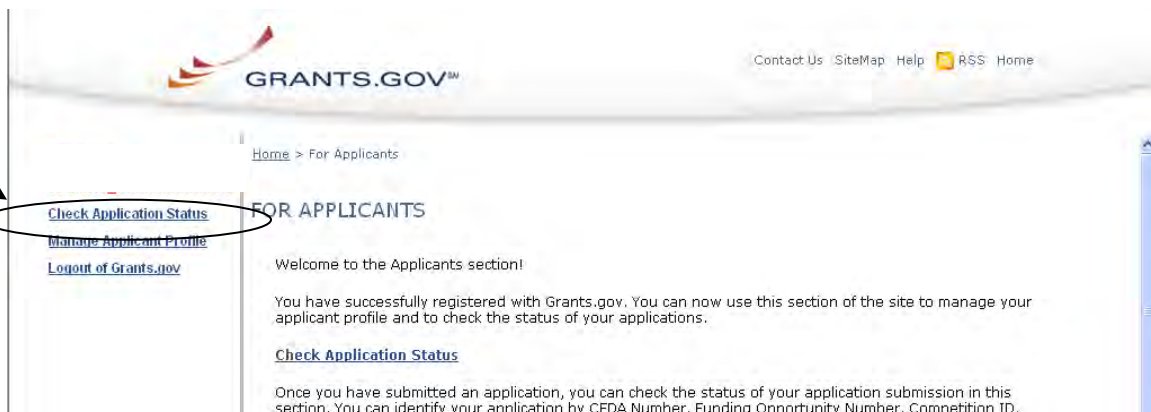 GRANTS.GOV℠
Contact Us SiteMap Help RSS Home
Home > For Applicants
Check Application Status
Manage Applicant Profile
Logout of Grants.gov
FOR APPLICANTS
Welcome to the Applicants section!
You have successfully registered with Grants.gov. You can now use this section of the site to manage your
applicant profile and to check the status of your applications.
Check Application Status
Once you have submitted an application, you can check the status of your application submission in this
section. You can identify your application by CFDA Number, Funding Opportunity Number, Competition ID,